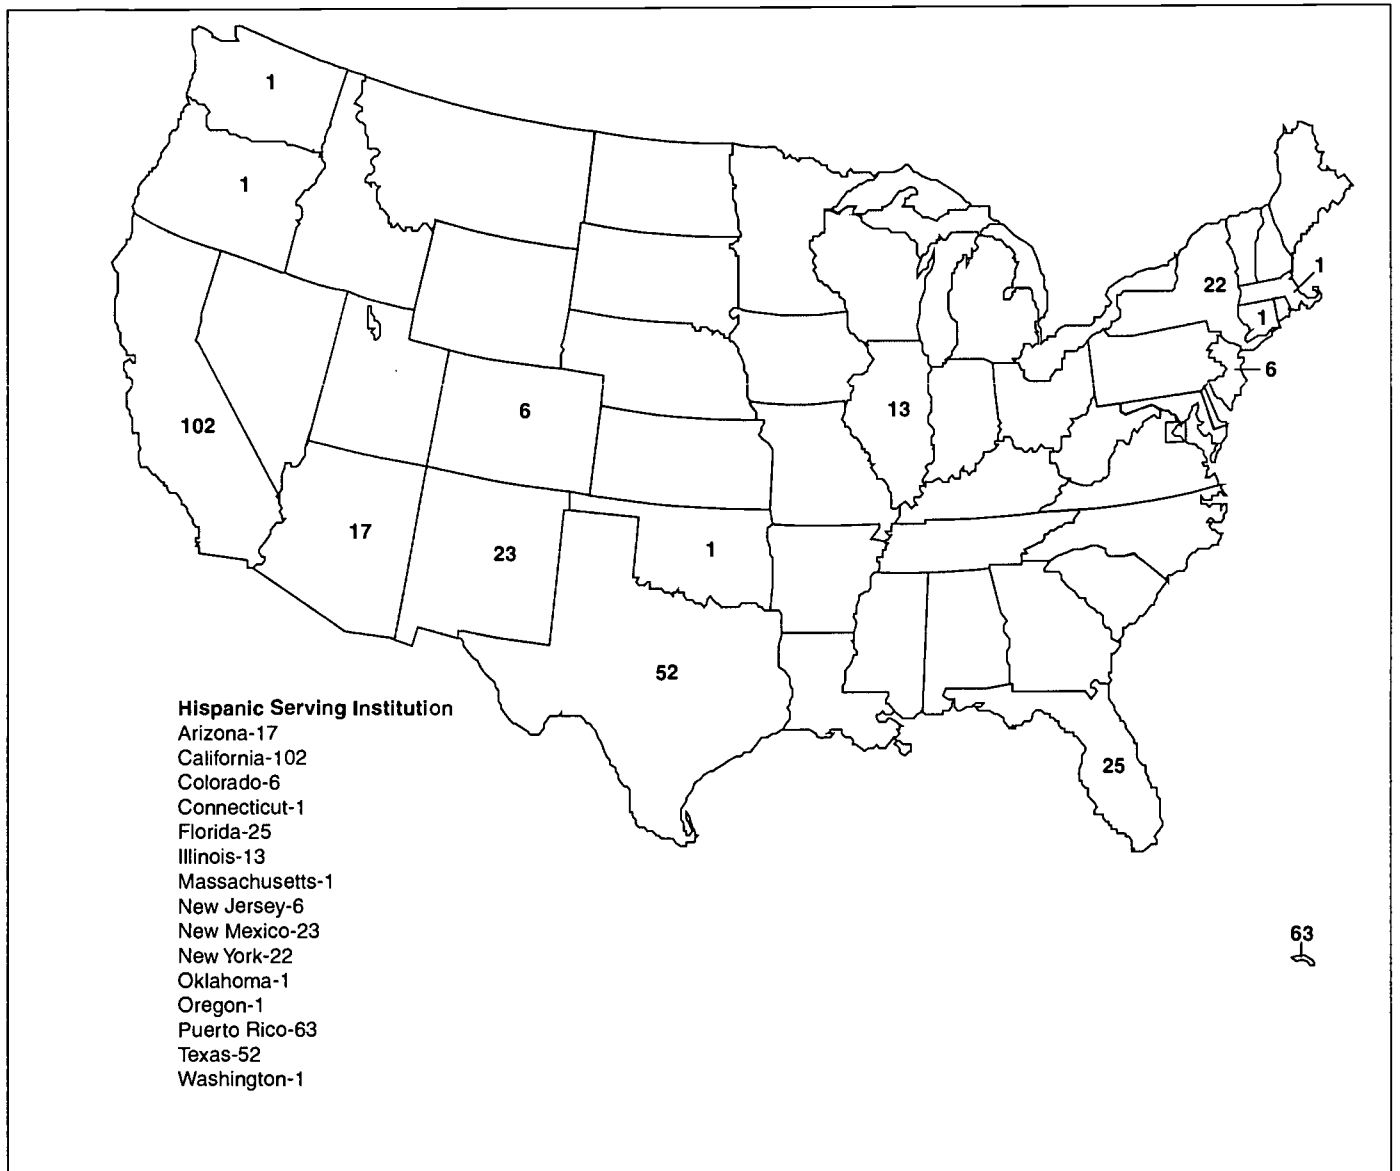 1
1
1
22
1
6
6
13
102
17
23
1
52
25
63
Hispanic Serving Institution
Arizona-17
California-102
Colorado-6
Connecticut-1
Florida-25
Illinois-13
Massachusetts-1
New Jersey-6
New Mexico-23
New York-22
Oklahoma-1
Oregon-1
Puerto Rico-63
Texas-52
Washington-1